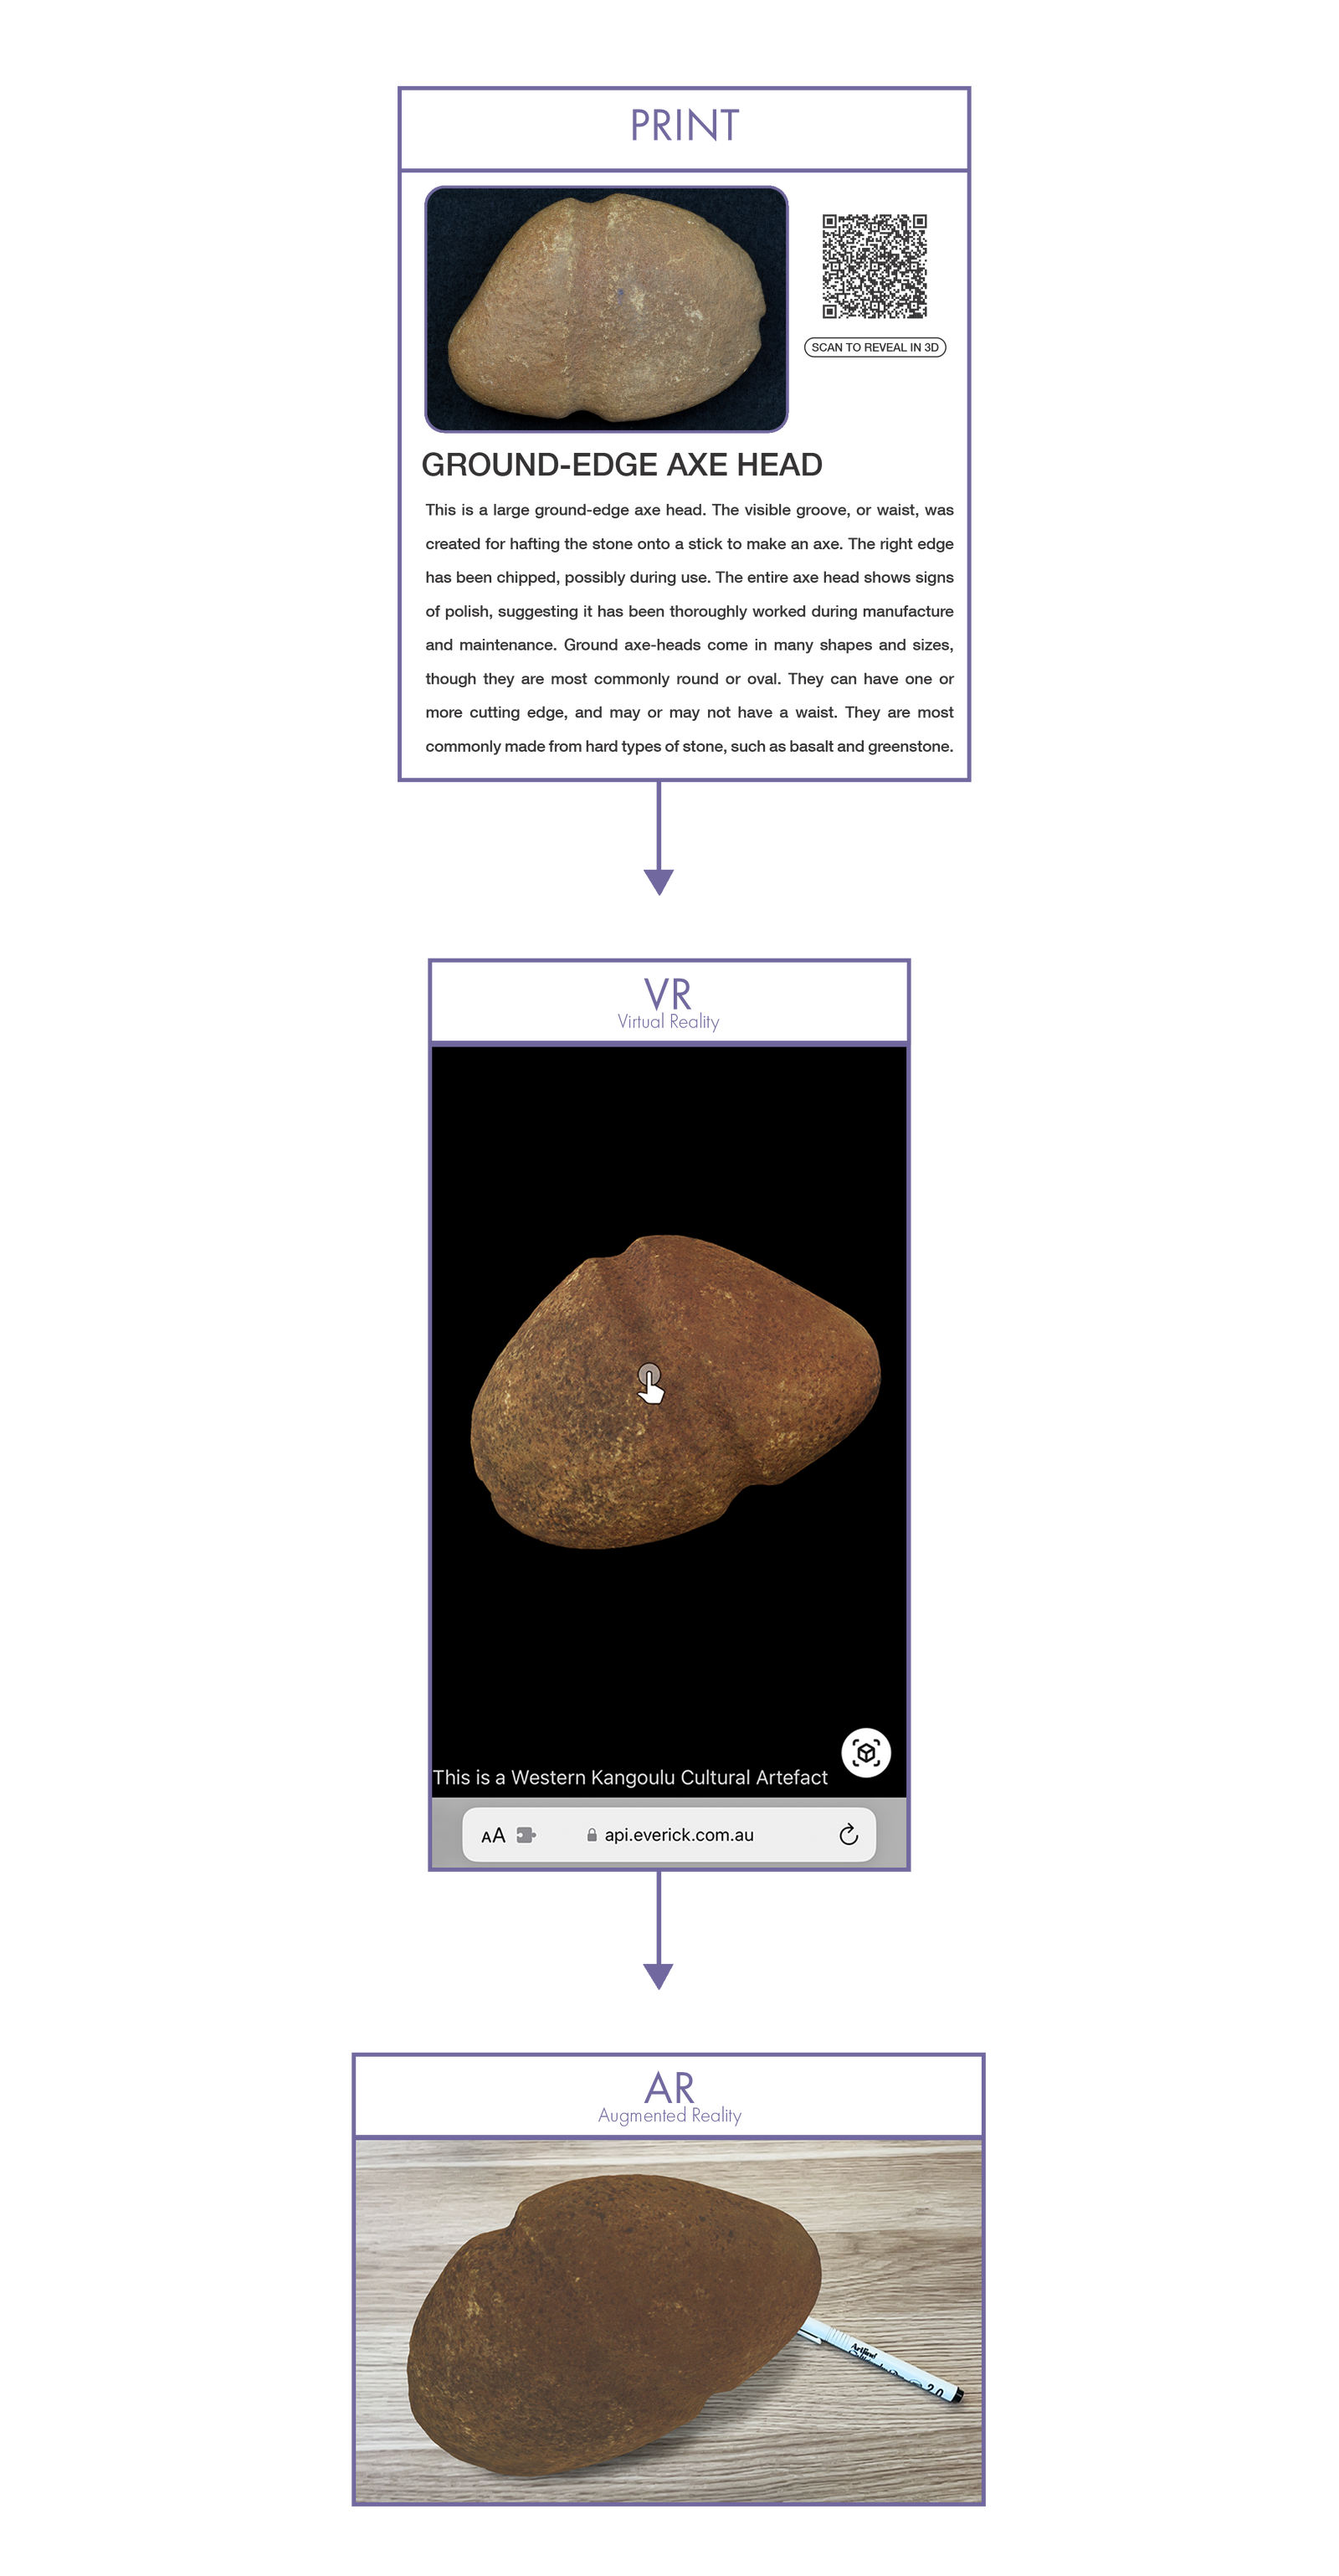 PRINT
SCAN TO REVEAL IN 3D
GROUND-EDGE AXE HEAD
This is a large ground-edge axe head. The visible groove, or waist, was
created for hafting the stone onto a stick to make an axe. The right edge
has been chipped, possibly during use. The entire axe head shows signs
of polish, suggesting it has been thoroughly worked during manufacture
and maintenance. Ground axe-heads come in many shapes and sizes,
though they are most commonly round or oval. They can have one or
more cutting edge, and may or may not have a waist. They are most
commonly made from hard types of stone, such as basalt and greenstone.
VR
Virtual Reality
This is a Western Kangoulu Cultural Artefact
AA
api.everick.com.au
AR
Augmented Reality
Artline
2.0